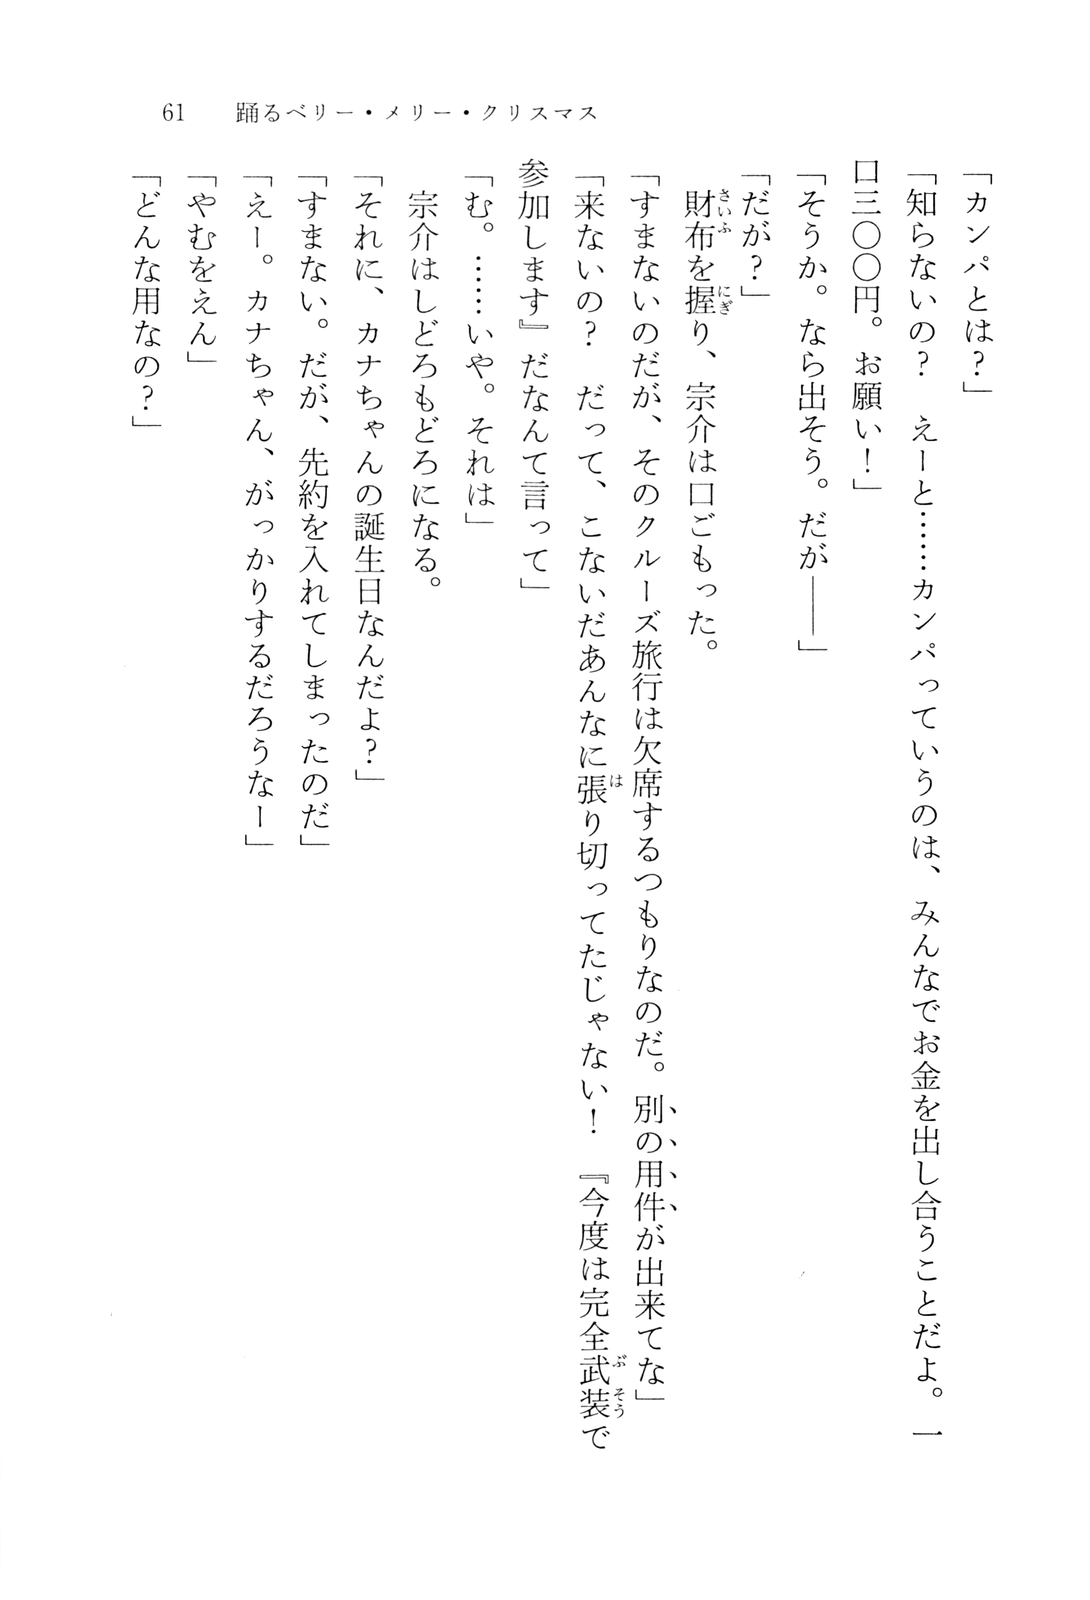 61　踊るベリー・メリー・クリスマス
「カンパとは？」
「知らないの？　えーと……カンパっていうのは、みんなでお金を出し合うことだよ。一
口三〇〇円。お願い！」
「そうか。なら出そう。だが――」
「だが？」
　財布を握り、宗介は口ごもった。
「すまないのだが、そのクルーズ旅行は欠席するつもりなのだ。別の用件が出来てな」
「来ないの？　だって、こないだあんなに張り切ってたじゃない！　『今度は完全武装で
参加します』だなんて言って」
「む。……いや。それは」
　宗介はしどろもどろになる。
「それに、カナちゃんの誕生日なんだよ？」
「すまない。だが、先約を入れてしまったのだ」
「えー。カナちゃん、がっかりするだろうなー」
「やむをえん」
「どんな用なの？」